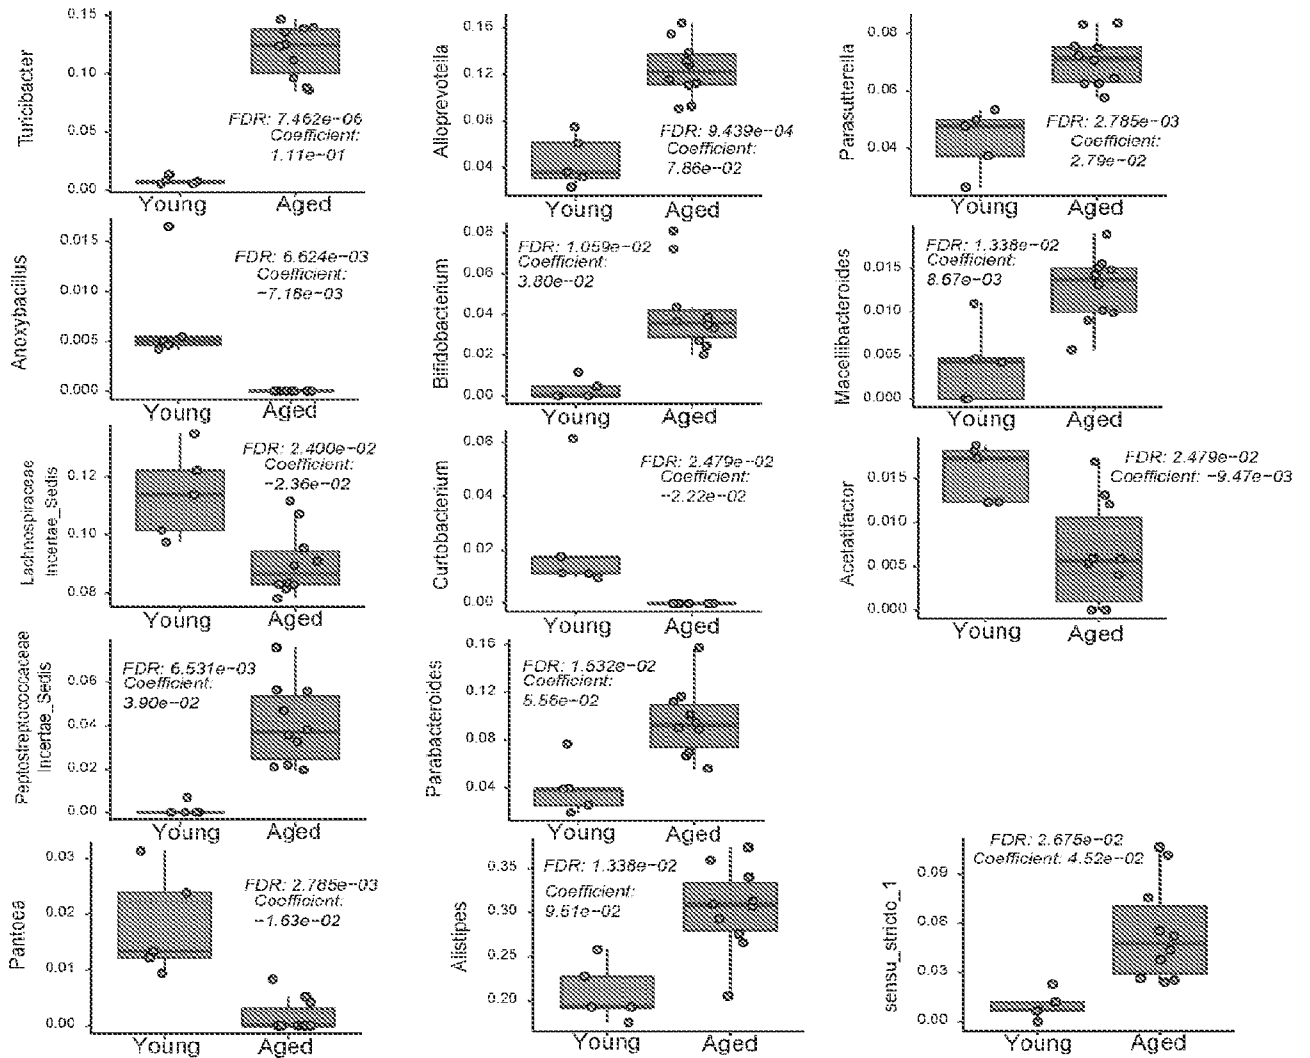 Turicibacter
0.15
0.10
0.05
0.00
FDR: 7.462e-06
Coefficient:
1.11e-01
Young Aged
Alloprevotella
0.16
0.12
0.08
0.04
FDR: 9.439e-04
Coefficient:
7.86e-02
Young Aged
Parasutterella
0.08
0.06
0.04
FDR: 2.785e-03
Coefficient:
2.79e-02
Young Aged
Anoxybacillus
0.015
0.010
0.005
0.000
FDR: 6.624e-03
Coefficient:
-7.18e-03
Young Aged
Bifidobacterium
0.08
0.06
0.04
0.02
0.00
FDR: 1.059e-02
Coefficient:
3.80e-02
Young Aged
Macellibacteroides
0.015
0.010
0.005
0.000
FDR: 1.338e-02
Coefficient:
8.67e-03
Young Aged
Lachnospiraceae
Incertae_Sedis
0.12
0.10
0.08
FDR: 2.400e-02
Coefficient:
-2.36e-02
Young Aged
Curtobacterium
0.06
0.04
0.02
0.00
FDR: 2.479e-02
Coefficient:
-2.22e-02
Young Aged
Acetatifactor
0.015
0.010
0.005
0.000
FDR: 2.479e-02
Coefficient: -9.47e-03
Young Aged
Peptostreptococcaceae
Incertae_Sedis
0.06
0.04
0.02
0.00
FDR: 6.531e-03
Coefficient:
3.90e-02
Young Aged
Parabacteroides
0.16
0.12
0.08
0.04
FDR: 1.532e-02
Coefficient:
5.56e-02
Young Aged
Pantoea
0.03
0.02
0.01
0.00
FDR: 2.785e-03
Coefficient:
-1.63e-02
Young Aged
Alistipes
0.35
0.30
0.25
0.20
FDR: 1.338e-02
Coefficient:
9.51e-02
Young Aged
sensu_stricto_1
0.09
0.06
0.03
0.00
FDR: 2.675e-02
Coefficient: 4.52e-02
Young Aged